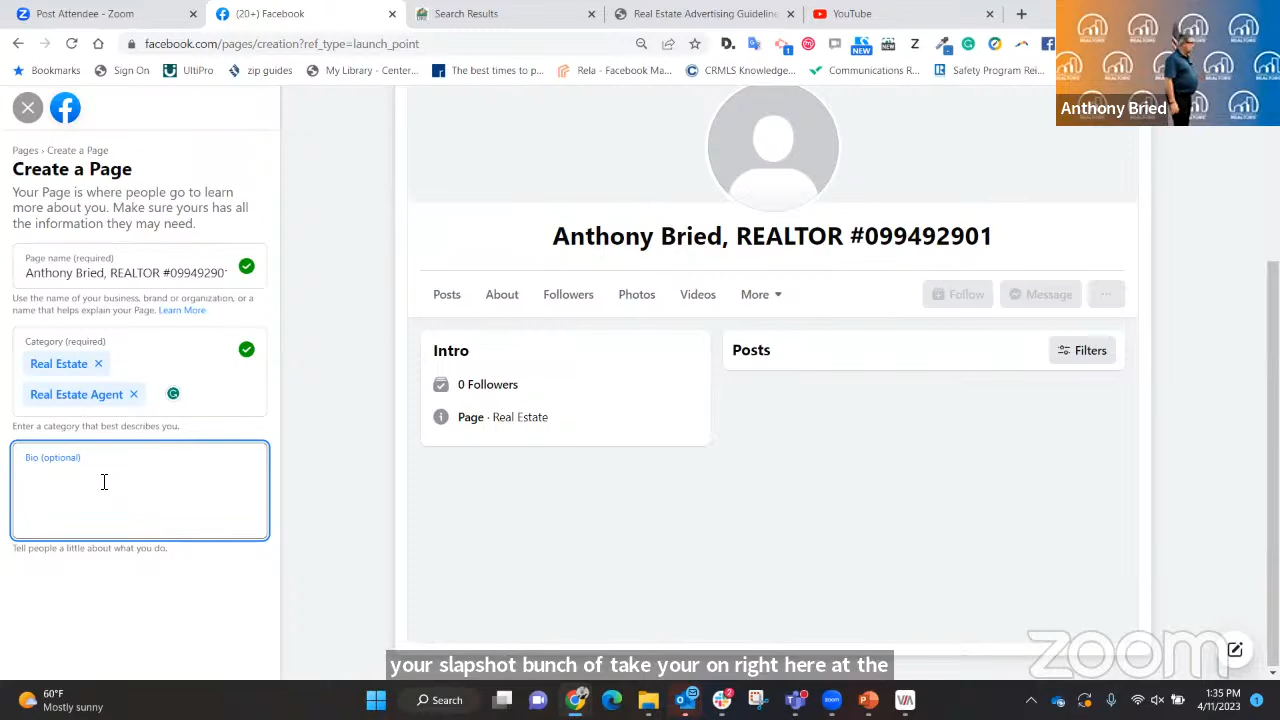 Post Attendee - Zoom
(20+) Facebook
Search Results
Real Estate Advertising Guideline
YouTube
facebook.com/pages/creation?ref_type=launch_point
Bookmarks
Sign On
UltiPro
zip guides
My Library - Center...
The best times to p...
Rela - Facebook Ma...
CRMLS Knowledge...
Communications R...
Safety Program Rei...
Anthony Bried
Pages › Create a Page
Create a Page
Your Page is where people go to learn
more about you. Make sure yours has all
the information they may need.
Page name (required)
Anthony Bried, REALTOR #09949290
Use the name of your business, brand or organization, or a
name that helps explain your Page. Learn More
Category (required)
Real Estate
Real Estate Agent
Enter a category that best describes you.
Bio (optional)
Tell people a little about what you do.
Anthony Bried, REALTOR #099492901
Posts About Followers Photos Videos More
Follow Message ...
Intro
0 Followers
Page · Real Estate
Posts
Filters
zoom
your slapshot bunch of take your on right here at the
60°F
Mostly sunny
Search
1:35 PM
4/11/2023